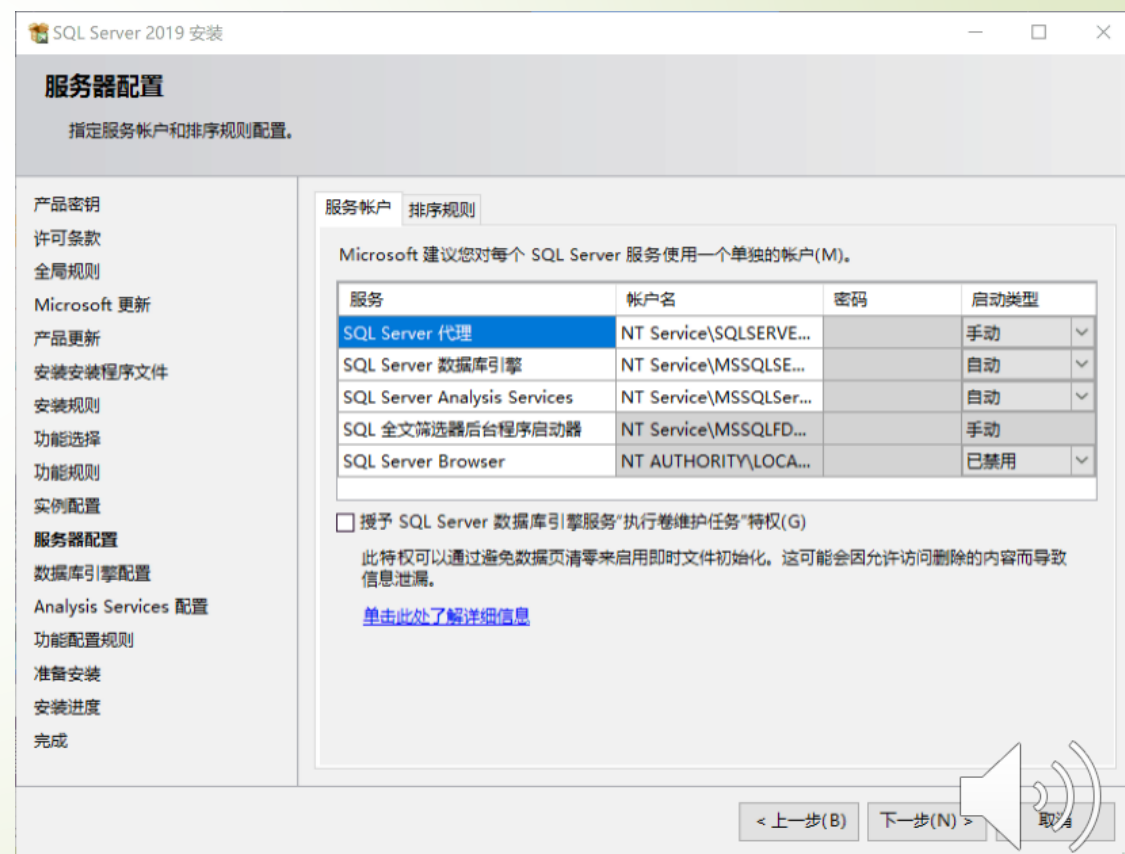 SQL Server 2019 安装
服务器配置
指定服务帐户和排序规则配置。
产品密钥
许可条款
全局规则
Microsoft 更新
产品更新
安装安装程序文件
安装规则
功能选择
功能规则
实例配置
服务器配置
数据库引擎配置
Analysis Services 配置
功能配置规则
准备安装
安装进度
完成
服务帐户 排序规则
Microsoft 建议您对每个 SQL Server 服务使用一个单独的帐户(M)。
服务 帐户名 密码 启动类型
SQL Server 代理 NT Service\SQLSERVE... 手动
SQL Server 数据库引擎 NT Service\MSSQLSE... 自动
SQL Server Analysis Services NT Service\MSSQLSer... 自动
SQL 全文筛选器后台程序启动器 NT Service\MSSQLFD... 手动
SQL Server Browser NT AUTHORITY\LOCA... 已禁用
授予 SQL Server 数据库引擎服务“执行卷维护任务”特权(G)
此特权可以通过避免数据页清零来启用即时文件初始化。这可能会因允许访问删除的内容而导致
信息泄漏。
单击此处了解详细信息
< 上一步(B) 下一步(N) > 取消